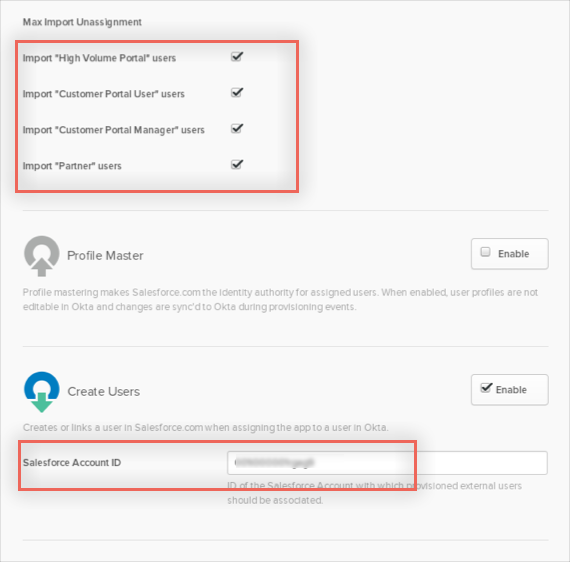 Max Import Unassignment
Import "High Volume Portal" users
Import "Customer Portal User" users
Import "Customer Portal Manager" users
Import "Partner" users
Profile Master
Enable
Profile mastering makes Salesforce.com the identity authority for assigned users. When enabled, user profiles are not
editable in Okta and changes are sync'd to Okta during provisioning events.
Create Users
Enable
Creates or links a user in Salesforce.com when assigning the app to a user in Okta.
Salesforce Account ID
ID of the Salesforce Account with which provisioned external users
should be associated.